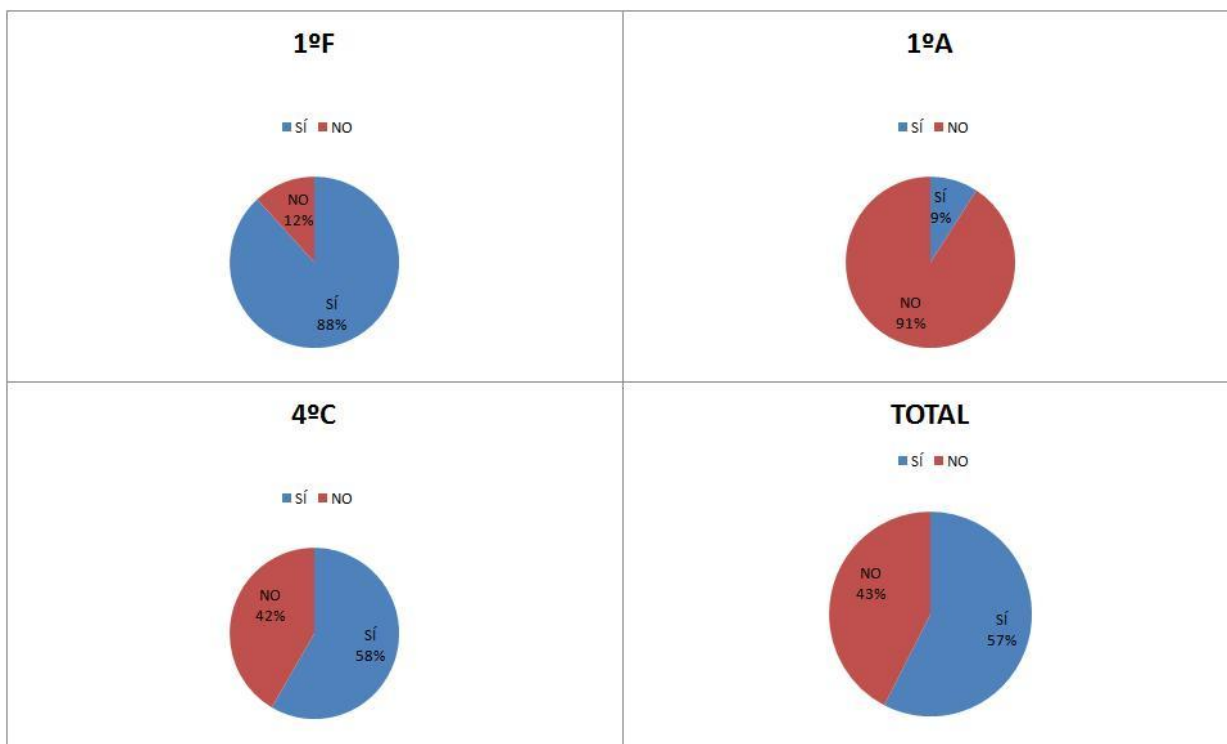 1ºF
SÍ NO
NO
12%
SÍ
88%
1ºA
SÍ NO
SÍ
9%
NO
91%
4ºC
SÍ NO
NO
42%
SÍ
58%
TOTAL
SÍ NO
NO
43%
SÍ
57%